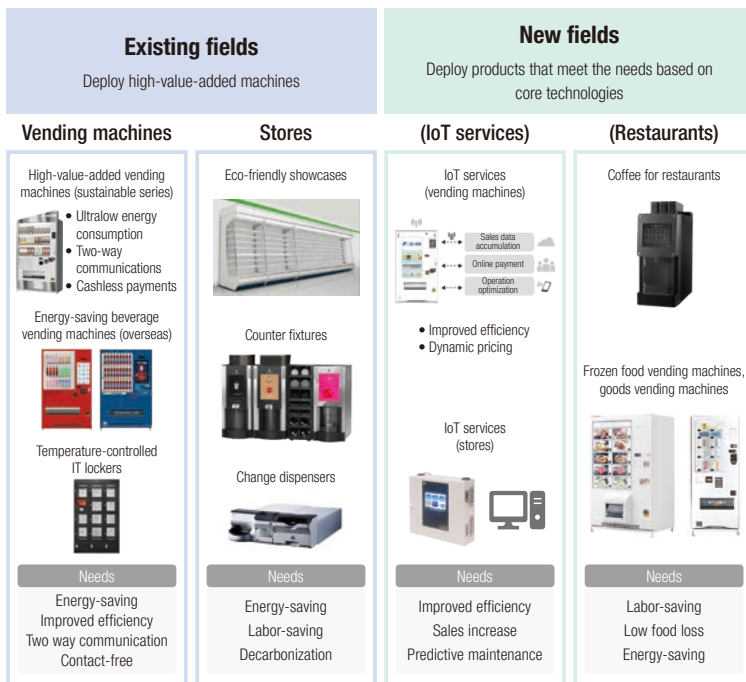 Existing fields
Deploy high-value-added machines
New fields
Deploy products that meet the needs based on
core technologies
Vending machines
High-value-added vending
machines (sustainable series)
• Ultralow energy
consumption
• Two-way
communications
• Cashless payments
Energy-saving beverage
vending machines (overseas)
Temperature-controlled
IT lockers
Needs
Energy-saving
Improved efficiency
Two way communication
Contact-free
Stores
Eco-friendly showcases
Counter fixtures
Change dispensers
Needs
Energy-saving
Labor-saving
Decarbonization
(IoT services)
IoT services
(vending machines)
Sales data
accumulation
Online payment
Operation
optimization
• Improved efficiency
• Dynamic pricing
IoT services
(stores)
Needs
Improved efficiency
Sales increase
Predictive maintenance
(Restaurants)
Coffee for restaurants
Frozen food vending machines,
goods vending machines
Needs
Labor-saving
Low food loss
Energy-saving